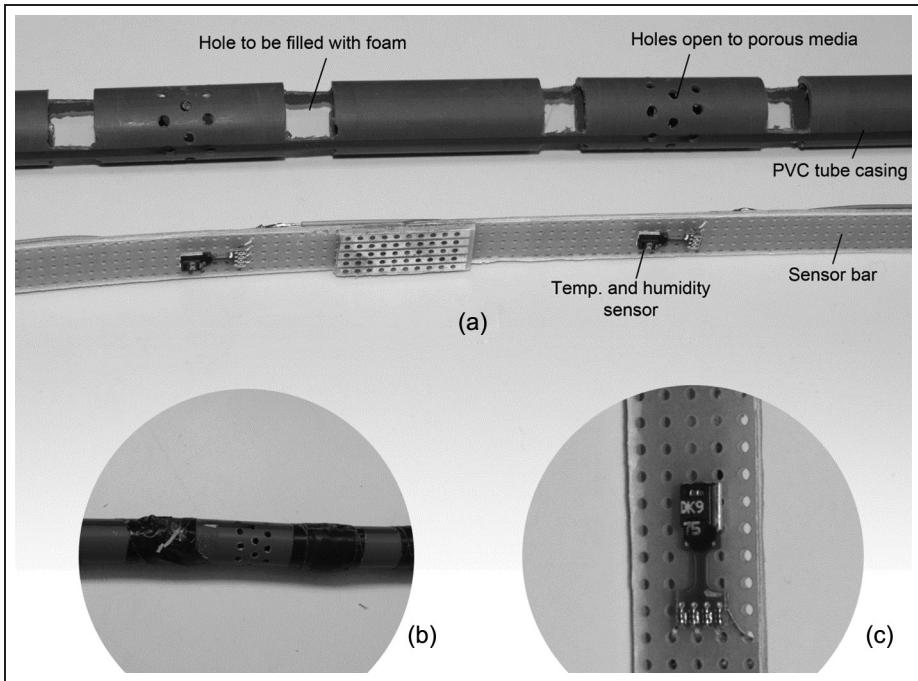 Hole to be filled with foam
Holes open to porous media
PVC tube casing
Temp. and humidity
sensor
Sensor bar
(a)
(b)
(c)
DK9
75